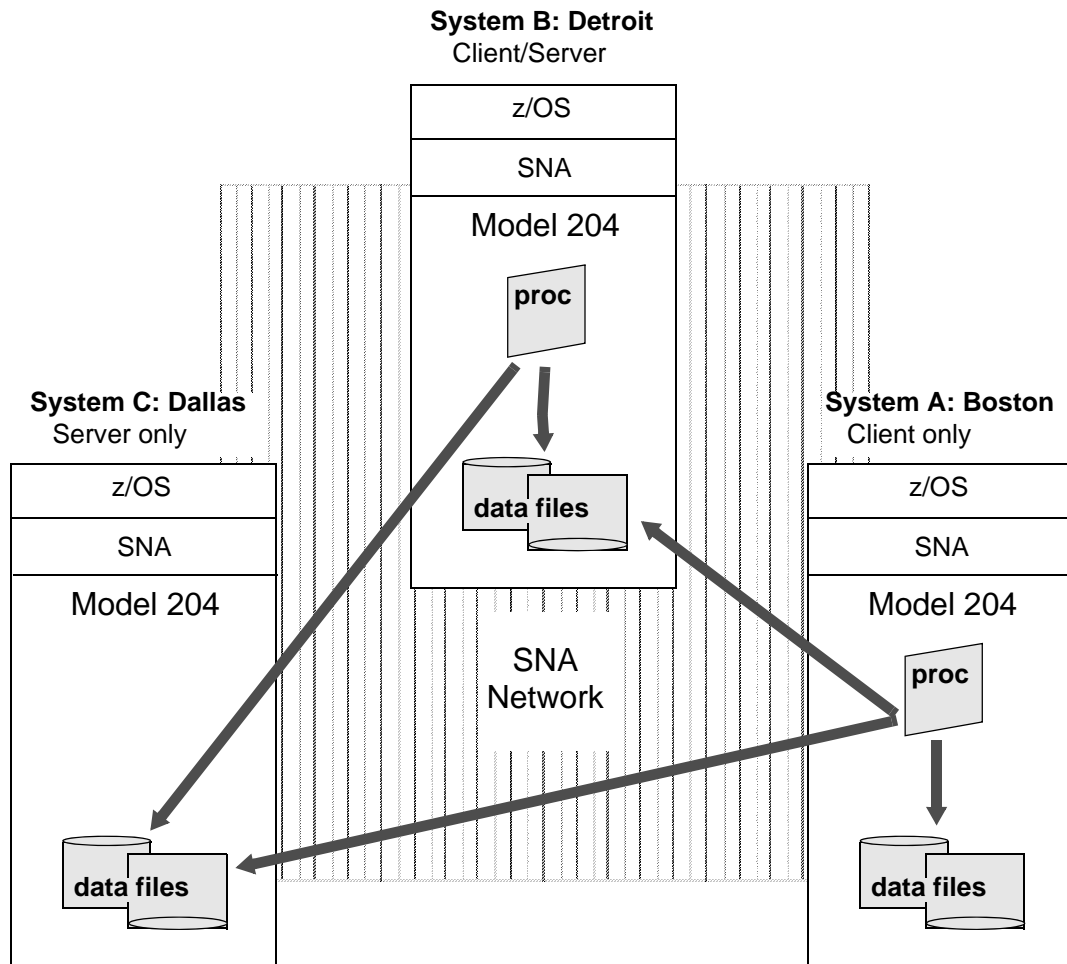 System B: Detroit
Client/Server
z/OS
SNA
Model 204
proc
data files
System C: Dallas
Server only
z/OS
SNA
Model 204
data files
SNA
Network
System A: Boston
Client only
z/OS
SNA
Model 204
proc
data files